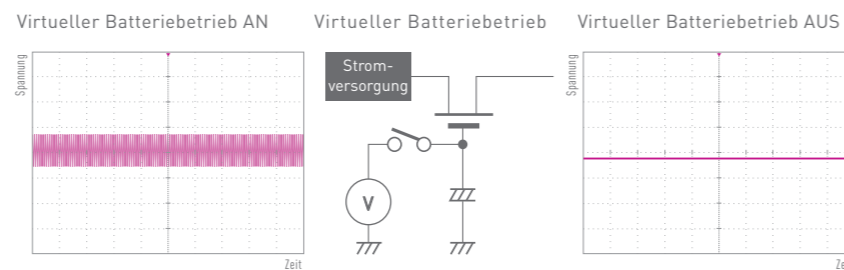 Virtueller Batteriebetrieb AN
Virtueller Batteriebetrieb
Virtueller Batteriebetrieb AUS
Spannung
Zeit
Strom-
versorgung
V
Spannung